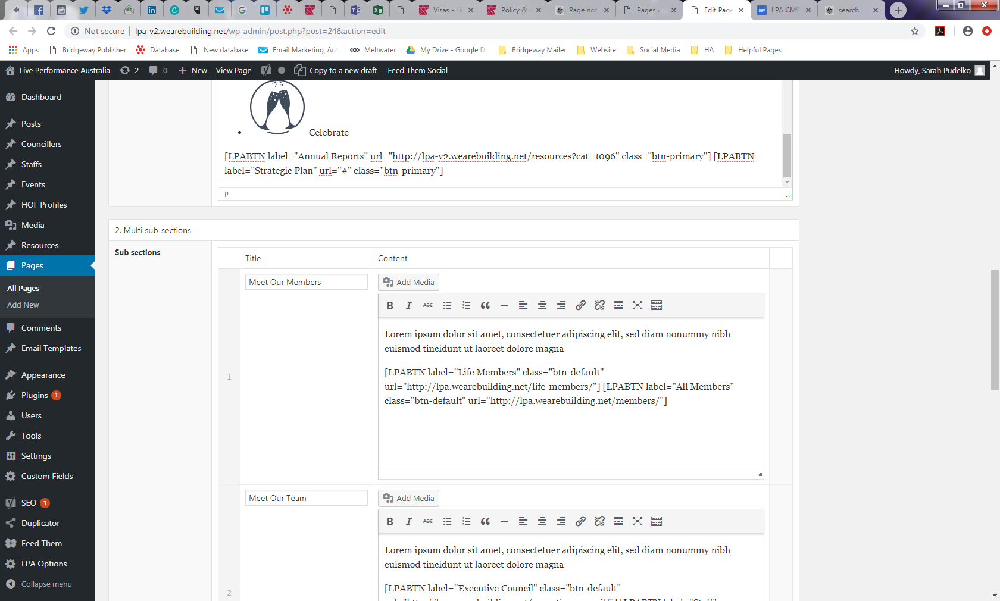 Visas - Li
Policy &
Page not
Pages ‹ L
Edit Page
LPA CMS
search
Not secure
lpa-v2.wearebuilding.net/wp-admin/post.php?post=24&action=edit
Apps
Bridgeway Publisher
Database
New database
Email Marketing, Aut
Meltwater
My Drive - Google Dr
Bridgeway Mailer
Website
Social Media
HA
Helpful Pages
Live Performance Australia
2
0
New
View Page
Copy to a new draft
Feed Them Social
Howdy, Sarah Pudelko
Dashboard
Posts
Councillers
Staffs
Events
HOF Profiles
Media
Resources
Pages
All Pages
Add New
Comments
Email Templates
Appearance
Plugins 1
Users
Tools
Settings
Custom Fields
SEO 3
Duplicator
Feed Them
LPA Options
Collapse menu
Celebrate
[LPABTN label="Annual Reports" url="http://lpa-v2.wearebuilding.net/resources?cat=1096" class="btn-primary"] [LPABTN
label="Strategic Plan" url="#" class="btn-primary"]
P
2. Multi sub-sections
Sub sections
Title
Content
1
Meet Our Members
Add Media
B I ABC
Lorem ipsum dolor sit amet, consectetuer adipiscing elit, sed diam nonummy nibh
euismod tincidunt ut laoreet dolore magna
[LPABTN label="Life Members" class="btn-default"
url="http://lpa.wearebuilding.net/life-members/"] [LPABTN label="All Members"
class="btn-default" url="http://lpa.wearebuilding.net/members/"]
2
Meet Our Team
Add Media
B I ABC
Lorem ipsum dolor sit amet, consectetuer adipiscing elit, sed diam nonummy nibh
euismod tincidunt ut laoreet dolore magna
[LPABTN label="Executive Council" class="btn-default"